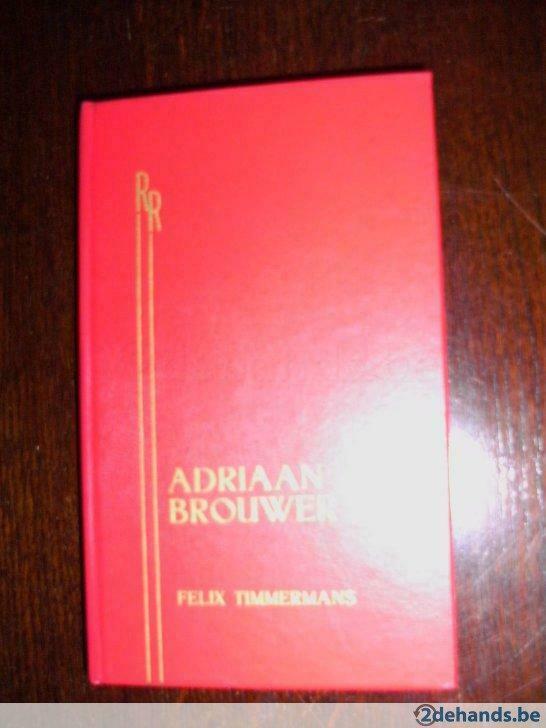 RR
ADRIAAN
BROUWER
FELIX TIMMERMANS
2dehands.be